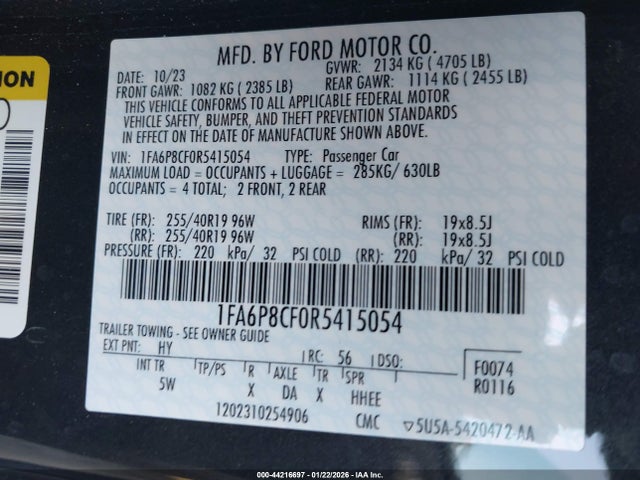 MFD. BY FORD MOTOR CO.
DATE: 10/23 GVWR: 2134 KG ( 4705 LB)
FRONT GAWR: 1082 KG ( 2385 LB) REAR GAWR: 1114 KG ( 2455 LB)
THIS VEHICLE CONFORMS TO ALL APPLICABLE FEDERAL MOTOR
VEHICLE SAFETY, BUMPER, AND THEFT PREVENTION STANDARDS
IN EFFECT ON THE DATE OF MANUFACTURE SHOWN ABOVE.
VIN: 1FA6P8CF0R5415054 TYPE: Passenger Car
MAXIMUM LOAD = OCCUPANTS + LUGGAGE = 285KG/ 630LB
OCCUPANTS = 4 TOTAL; 2 FRONT, 2 REAR
TIRE (FR): 255/40R19 96W RIMS (FR): 19x8.5J
(RR): 255/40R19 96W (RR): 19x8.5J
PRESSURE (FR): 220 kPa/ 32 PSI COLD (RR): 220 kPa/ 32 PSI COLD
1FA6P8CF0R5415054
TRAILER TOWING - SEE OWNER GUIDE
EXT PNT: HY RC: 56 DSO: F0074
INT TR TP/PS R AXLE TR SPR R0116
5W X DA X HHEE
1202310254906 CMC ▽5U5A-5420472-AA
ION
000-44216697 - 01/22/2026 - IAA Inc.